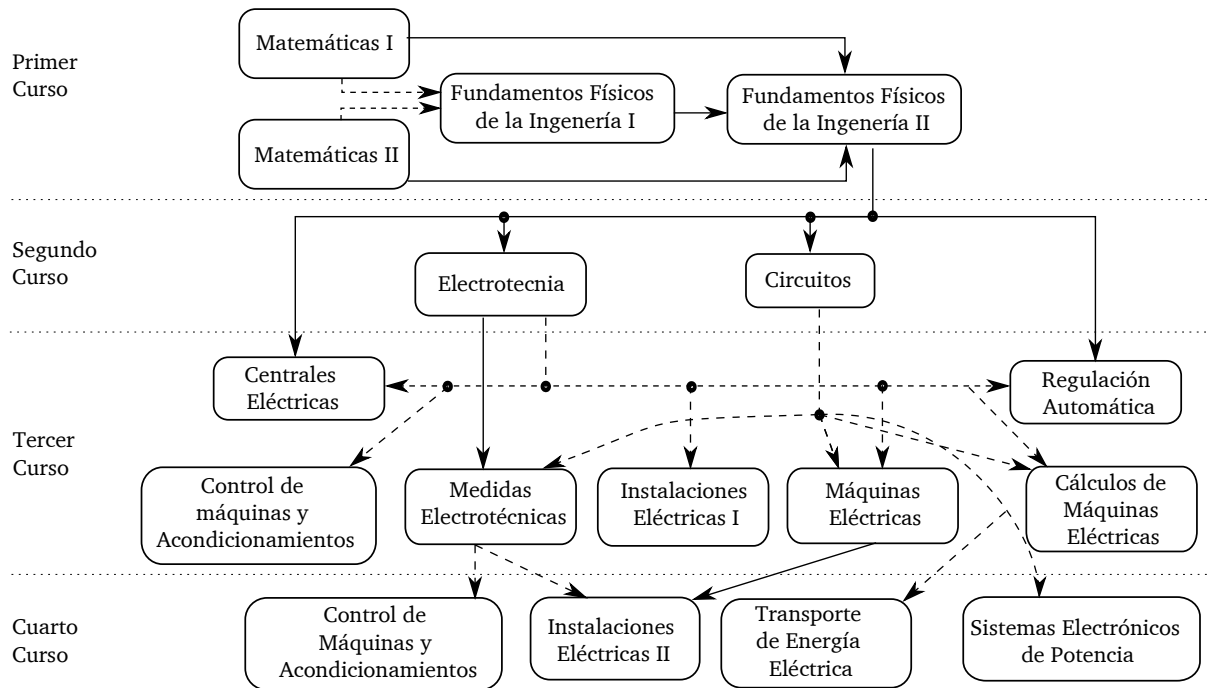 Primer
Curso
Matemáticas I
Fundamentos Físicos
de la Ingenería I
Fundamentos Físicos
de la Ingenería II
Matemáticas II
Segundo
Curso
Electrotecnia
Circuitos
Tercer
Curso
Centrales
Eléctricas
Regulación
Automática
Control de
máquinas y
Acondicionamientos
Medidas
Electrotécnicas
Instalaciones
Eléctricas I
Máquinas
Eléctricas
Cálculos de
Máquinas
Eléctricas
Cuarto
Curso
Control de
Máquinas y
Acondicionamientos
Instalaciones
Eléctricas II
Transporte
de Energía
Eléctrica
Sistemas Electrónicos
de Potencia